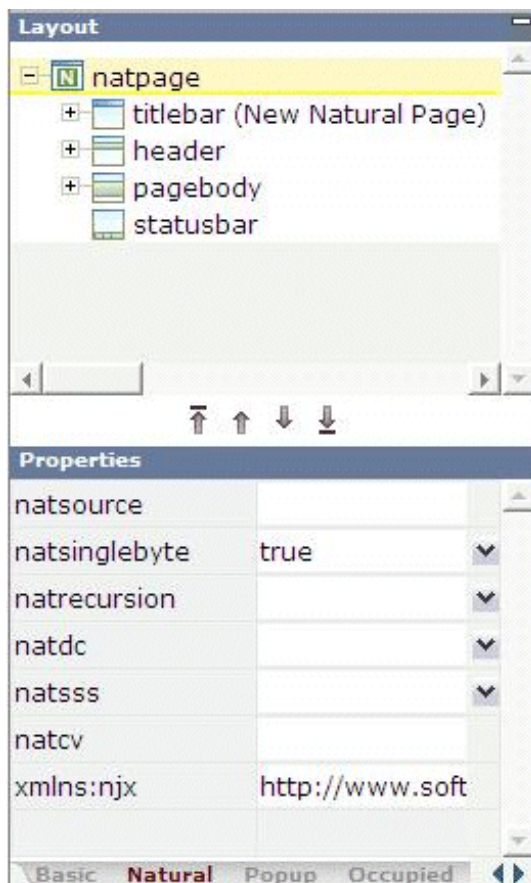 Layout
N natpage
titlebar (New Natural Page)
header
pagebody
statusbar
Properties
natsource
natsinglebyte true
natrecursion
natdc
natsss
natcv
xmlns:njx http://www.soft
Basic Natural Popup Occupied